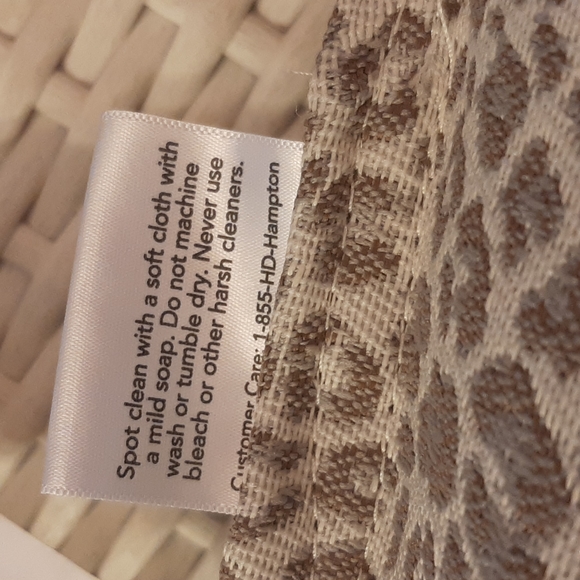 Spot clean with a soft cloth with
a mild soap. Do not machine
wash or tumble dry. Never use
bleach or other harsh cleaners.
Customer Care: 1-855-HD-Hampton